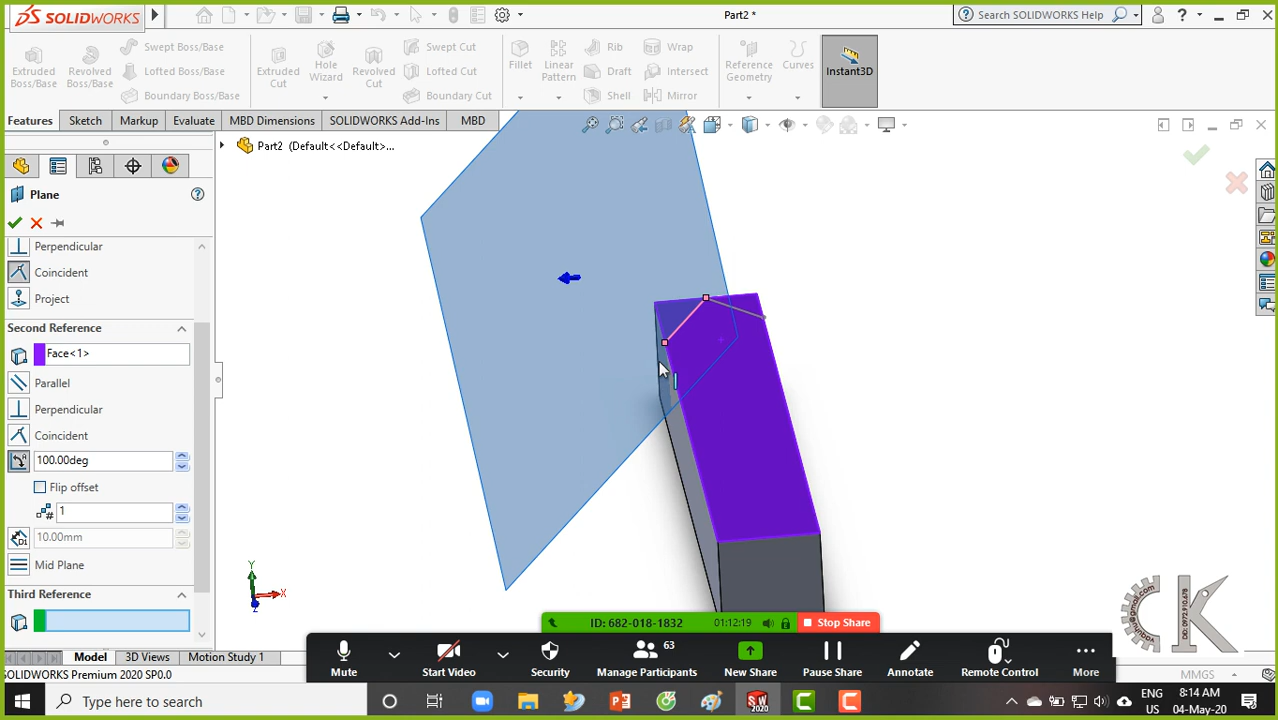 SOLIDWORKS
Part2 *
Search SOLIDWORKS Help
?
Extruded Boss/Base
Revolved Boss/Base
Swept Boss/Base
Lofted Boss/Base
Boundary Boss/Base
Extruded Cut
Hole Wizard
Revolved Cut
Swept Cut
Lofted Cut
Boundary Cut
Fillet
Linear Pattern
Rib
Draft
Shell
Wrap
Intersect
Mirror
Reference Geometry
Curves
Instant3D
Features
Sketch
Markup
Evaluate
MBD Dimensions
SOLIDWORKS Add-Ins
MBD
Part2 (Default<<Default>...
Plane
Perpendicular
Coincident
Project
Second Reference
Face<1>
Parallel
Perpendicular
Coincident
100.00deg
Flip offset
1
10.00mm
Mid Plane
Third Reference
Y
X
Z
ID: 682-018-1832
01:12:19
Stop Share
Model
3D Views
Motion Study 1
SOLIDWORKS Premium 2020 SP0.0
Mute
Start Video
Security
63
Manage Participants
New Share
Pause Share
Annotate
Remote Control
More
MMGS
Type here to search
ENG
US
8:14 AM
04-May-20